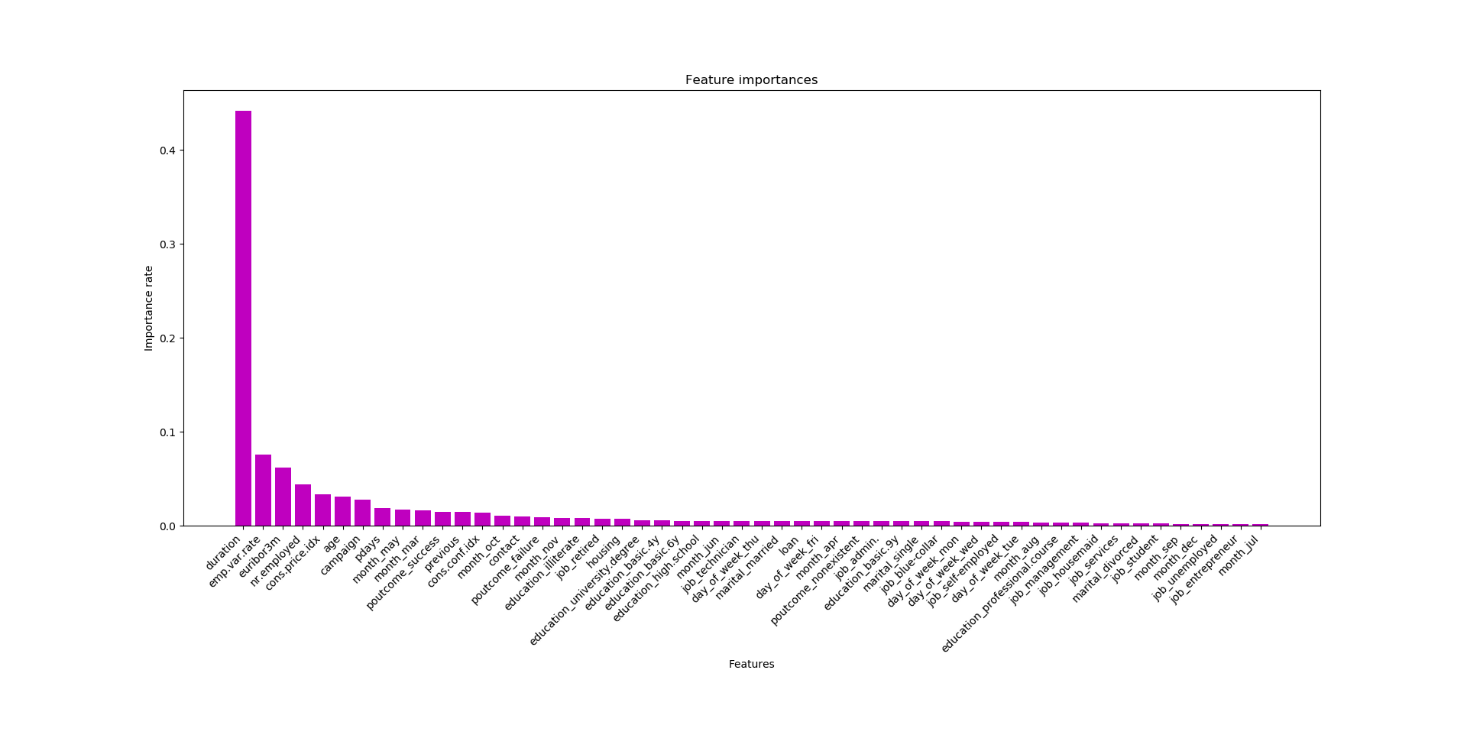 Feature importances
Importance rate
0.4
0.3
0.2
0.1
0.0
duration
emp.var.rate
euribor3m
nr.employed
cons.price.idx
age
campaign
pdays
month_may
month_mar
poutcome_success
previous
cons.conf.idx
month_oct
contact
poutcome_failure
month_nov
education_illiterate
job_retired
housing
education_university.degree
education_basic.4y
education_basic.6y
education_high.school
month_jun
job_technician
day_of_week_thu
marital_married
loan
day_of_week_fri
month_apr
poutcome_nonexistent
job_admin.
education_basic.9y
marital_single
job_blue-collar
day_of_week_mon
day_of_week_wed
job_self-employed
day_of_week_tue
month_aug
education_professional.course
job_management
job_housemaid
job_services
marital_divorced
job_student
month_sep
month_dec
job_unemployed
job_entrepreneur
month_jul
Features